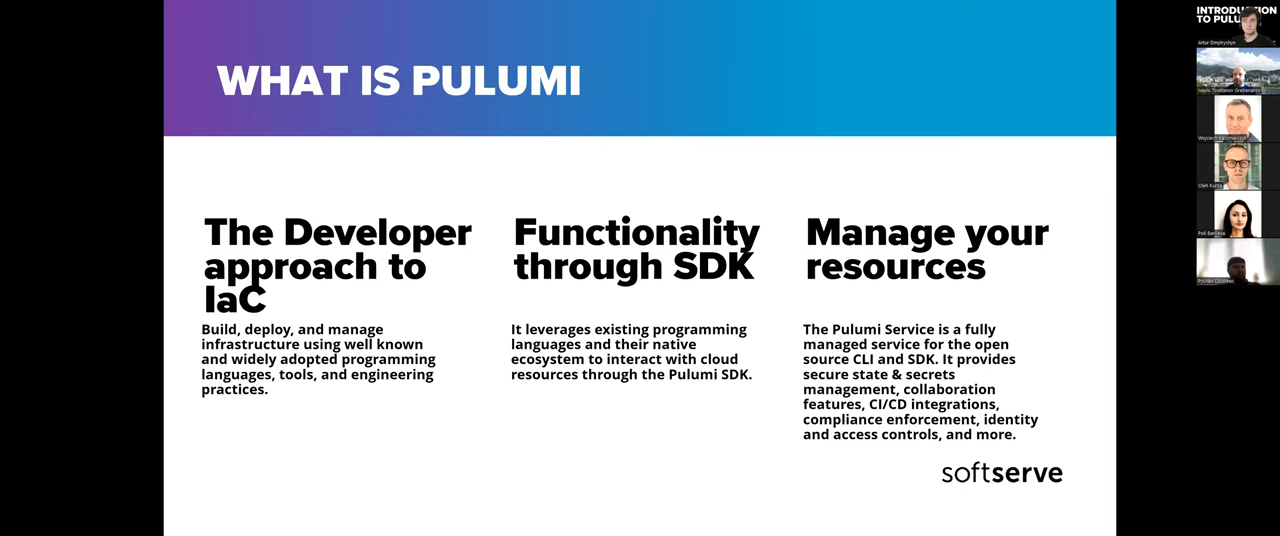 WHAT IS PULUMI
The Developer
approach to
IaC
Build, deploy, and manage
infrastructure using well known
and widely adopted programming
languages, tools, and engineering
practices.
Functionality
through SDK
It leverages existing programming
languages and their native
ecosystem to interact with cloud
resources through the Pulumi SDK.
Manage your
resources
The Pulumi Service is a fully
managed service for the open
source CLI and SDK. It provides
secure state & secrets
management, collaboration
features, CI/CD integrations,
compliance enforcement, identity
and access controls, and more.
softserve
TO PULU
Artur Dmytryshyn
Oleh Kutsa